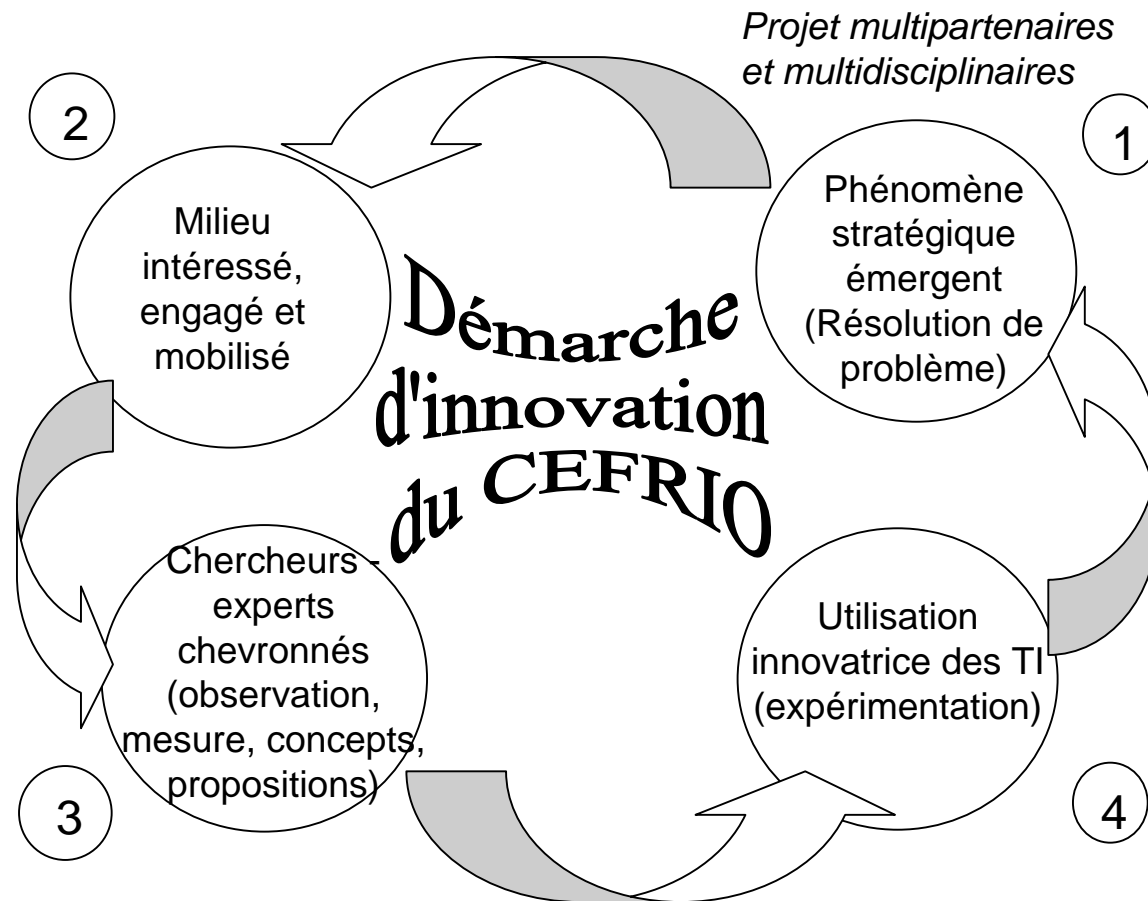 Projet multipartenaires
et multidisciplinaires
1
Phénomène
stratégique
émergent
(Résolution de
problème)
2
Milieu
intéressé,
engagé et
mobilisé
Démarche
d'innovation
du CEFRIO
3
Chercheurs -
experts
chevronnés
(observation,
mesure, concepts,
propositions)
4
Utilisation
innovatrice des TI
(expérimentation)